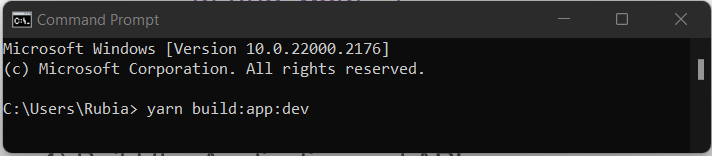 Command Prompt
Microsoft Windows [Version 10.0.22000.2176]
(c) Microsoft Corporation. All rights reserved.
C:\Users\Rubia> yarn build:app:dev